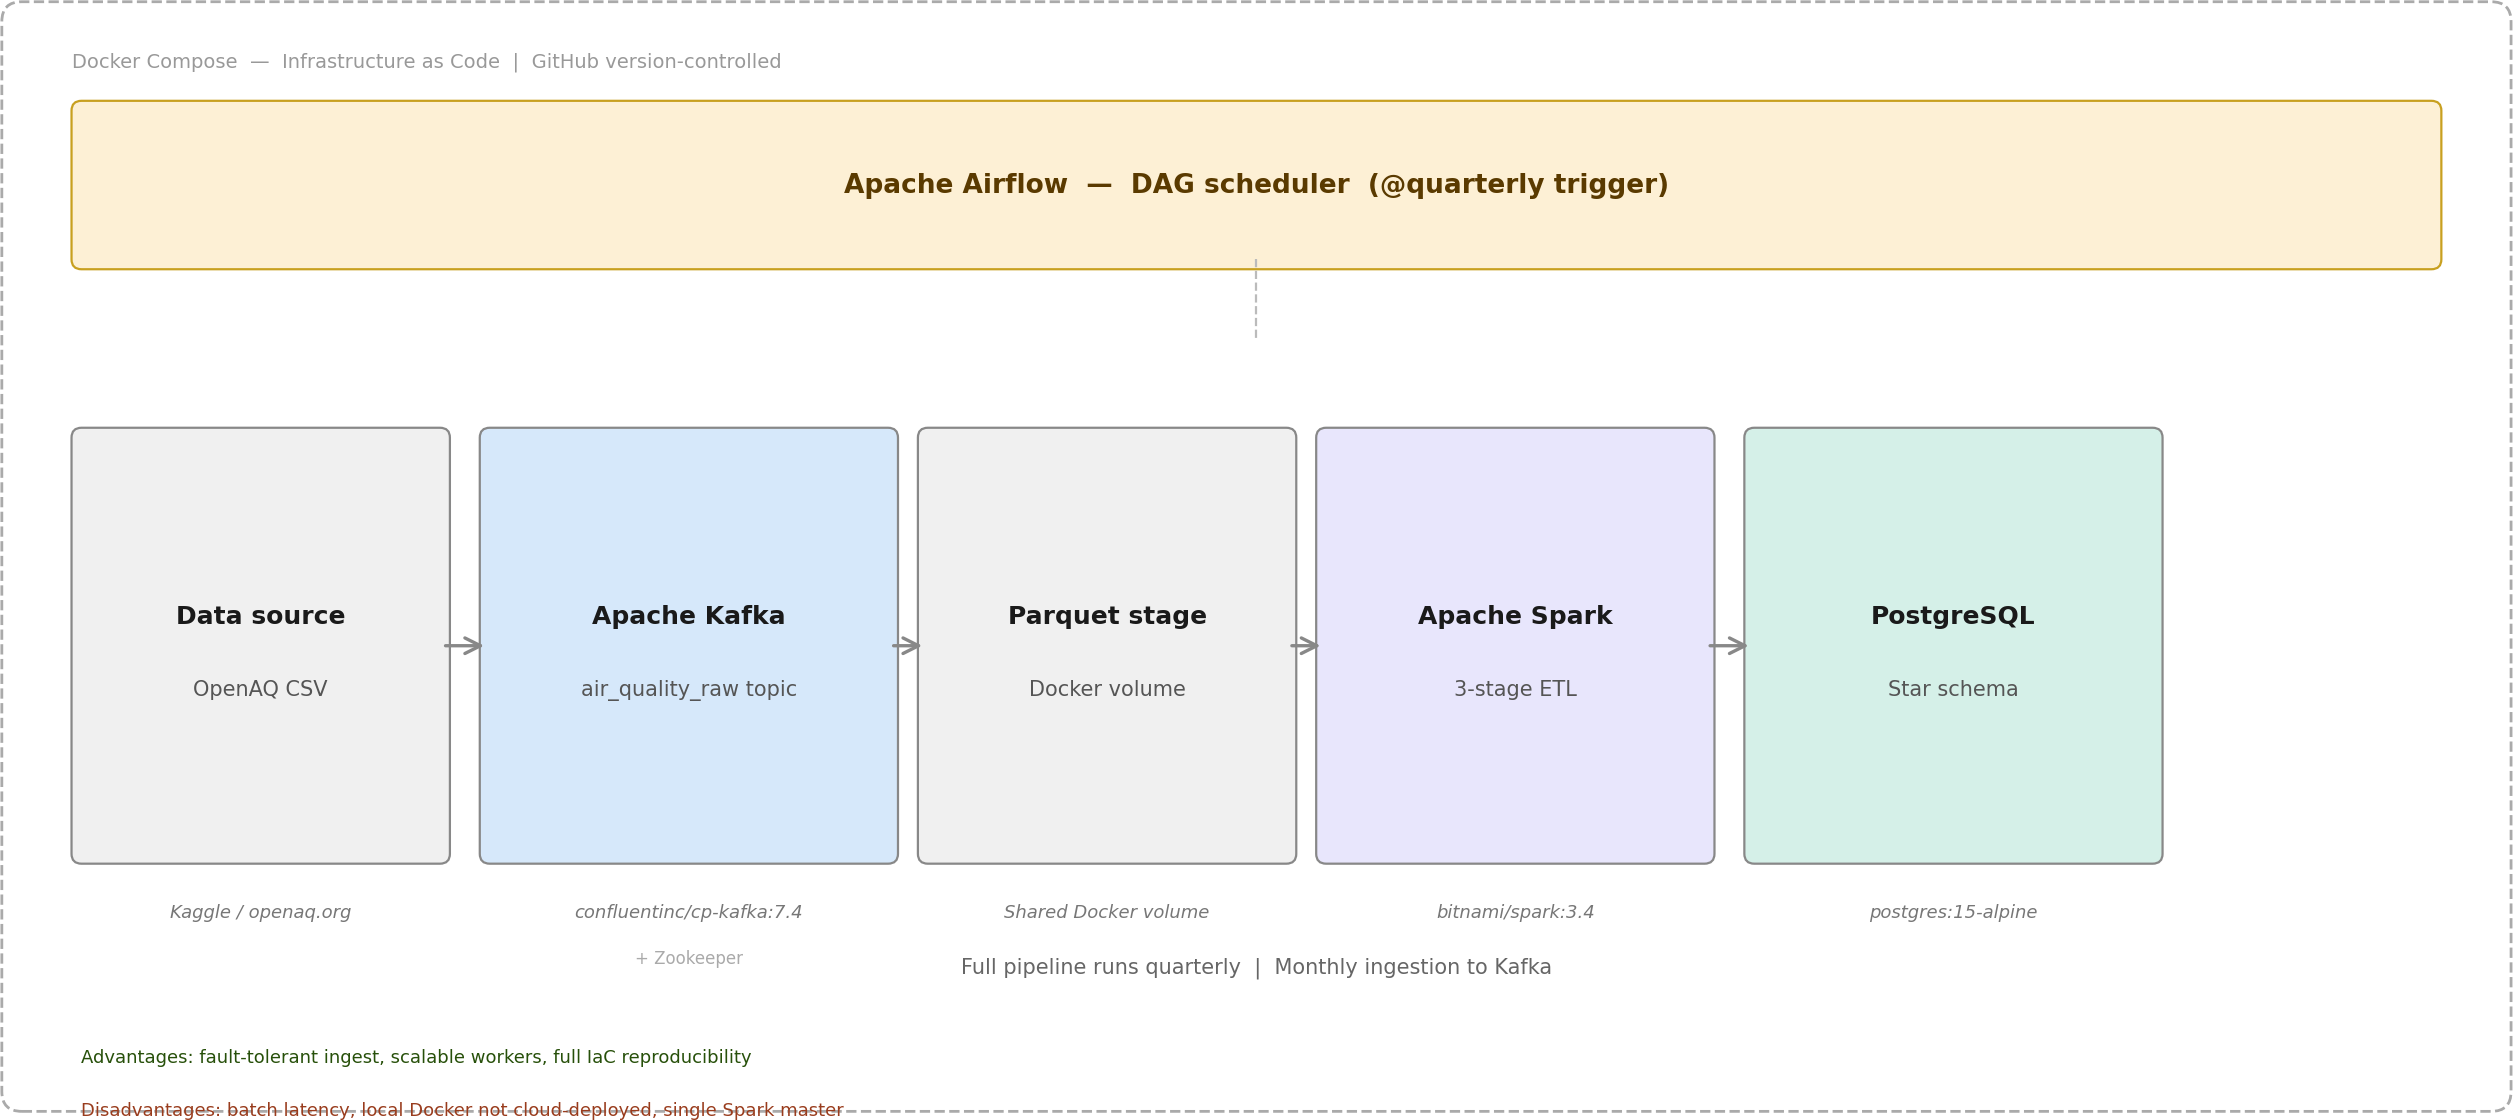 Docker Compose — Infrastructure as Code | GitHub version-controlled
Apache Airflow — DAG scheduler (@quarterly trigger)
Data source
OpenAQ CSV
Kaggle / openaq.org
Apache Kafka
air_quality_raw topic
confluentinc/cp-kafka:7.4
+ Zookeeper
Parquet stage
Docker volume
Shared Docker volume
Apache Spark
3-stage ETL
bitnami/spark:3.4
PostgreSQL
Star schema
postgres:15-alpine
Full pipeline runs quarterly | Monthly ingestion to Kafka
Advantages: fault-tolerant ingest, scalable workers, full IaC reproducibility
Disadvantages: batch latency, local Docker not cloud-deployed, single Spark master